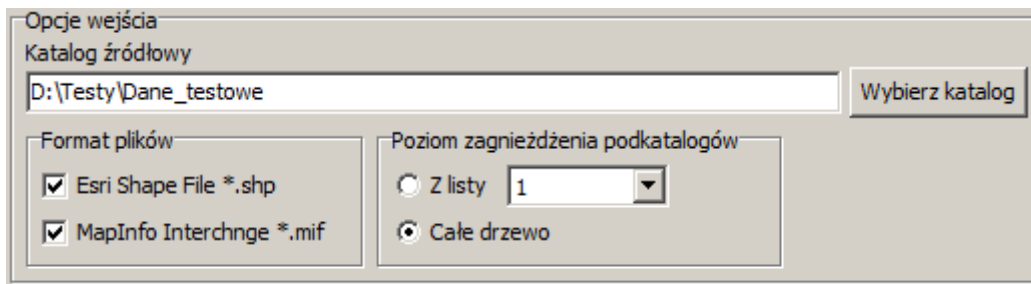 Opcje wejścia
Katalog źródłowy
D:\Testy\Dane_testowe
Wybierz katalog
Format plików
Esri Shape File *.shp
MapInfo Interchnge *.mif
Poziom zagnieżdżenia podkatalogów
Z listy 1
Całe drzewo